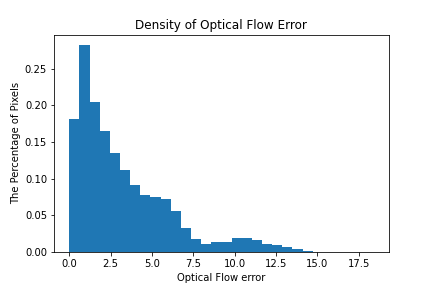 Density of Optical Flow Error
The Percentage of Pixels
0.25
0.20
0.15
0.10
0.05
0.00
0.0 2.5 5.0 7.5 10.0 12.5 15.0 17.5
Optical Flow error